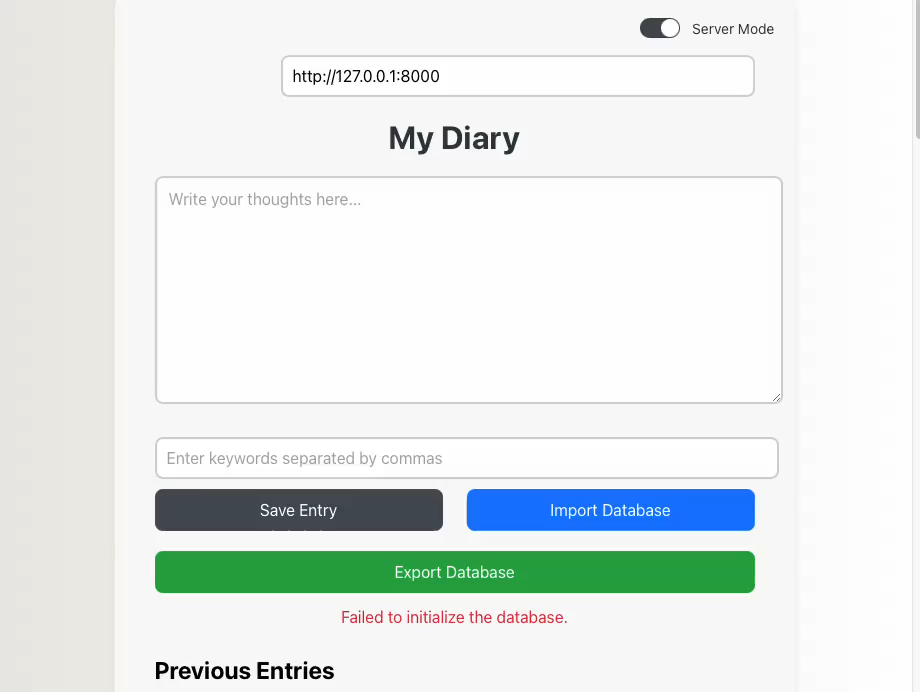 Server Mode
http://127.0.0.1:8000
My Diary
Write your thoughts here...
Enter keywords separated by commas
Save Entry
Import Database
Export Database
Failed to initialize the database.
Previous Entries